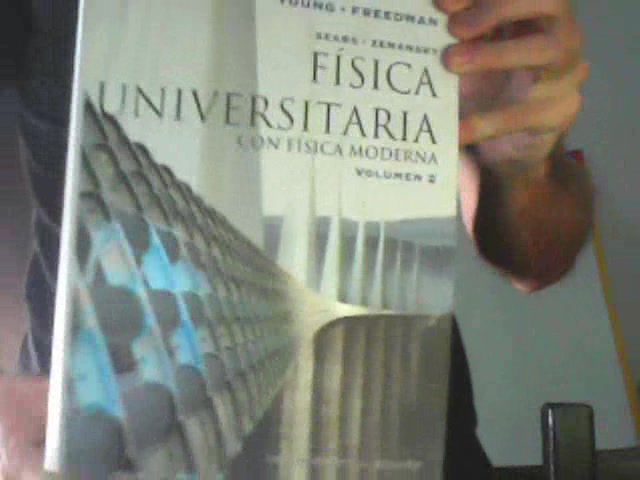 YOUNG · FREEDMAN
SEARS · ZEMANSKY
FÍSICA
UNIVERSITARIA
CON FÍSICA MODERNA
VOLUMEN 2